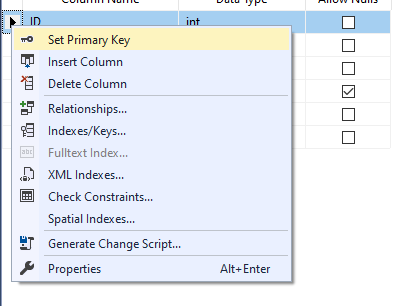 Column Name Data Type Allow Nulls
ID int
Set Primary Key
Insert Column
Delete Column
Relationships...
Indexes/Keys...
Fulltext Index...
XML Indexes...
Check Constraints...
Spatial Indexes...
Generate Change Script...
Properties Alt+Enter